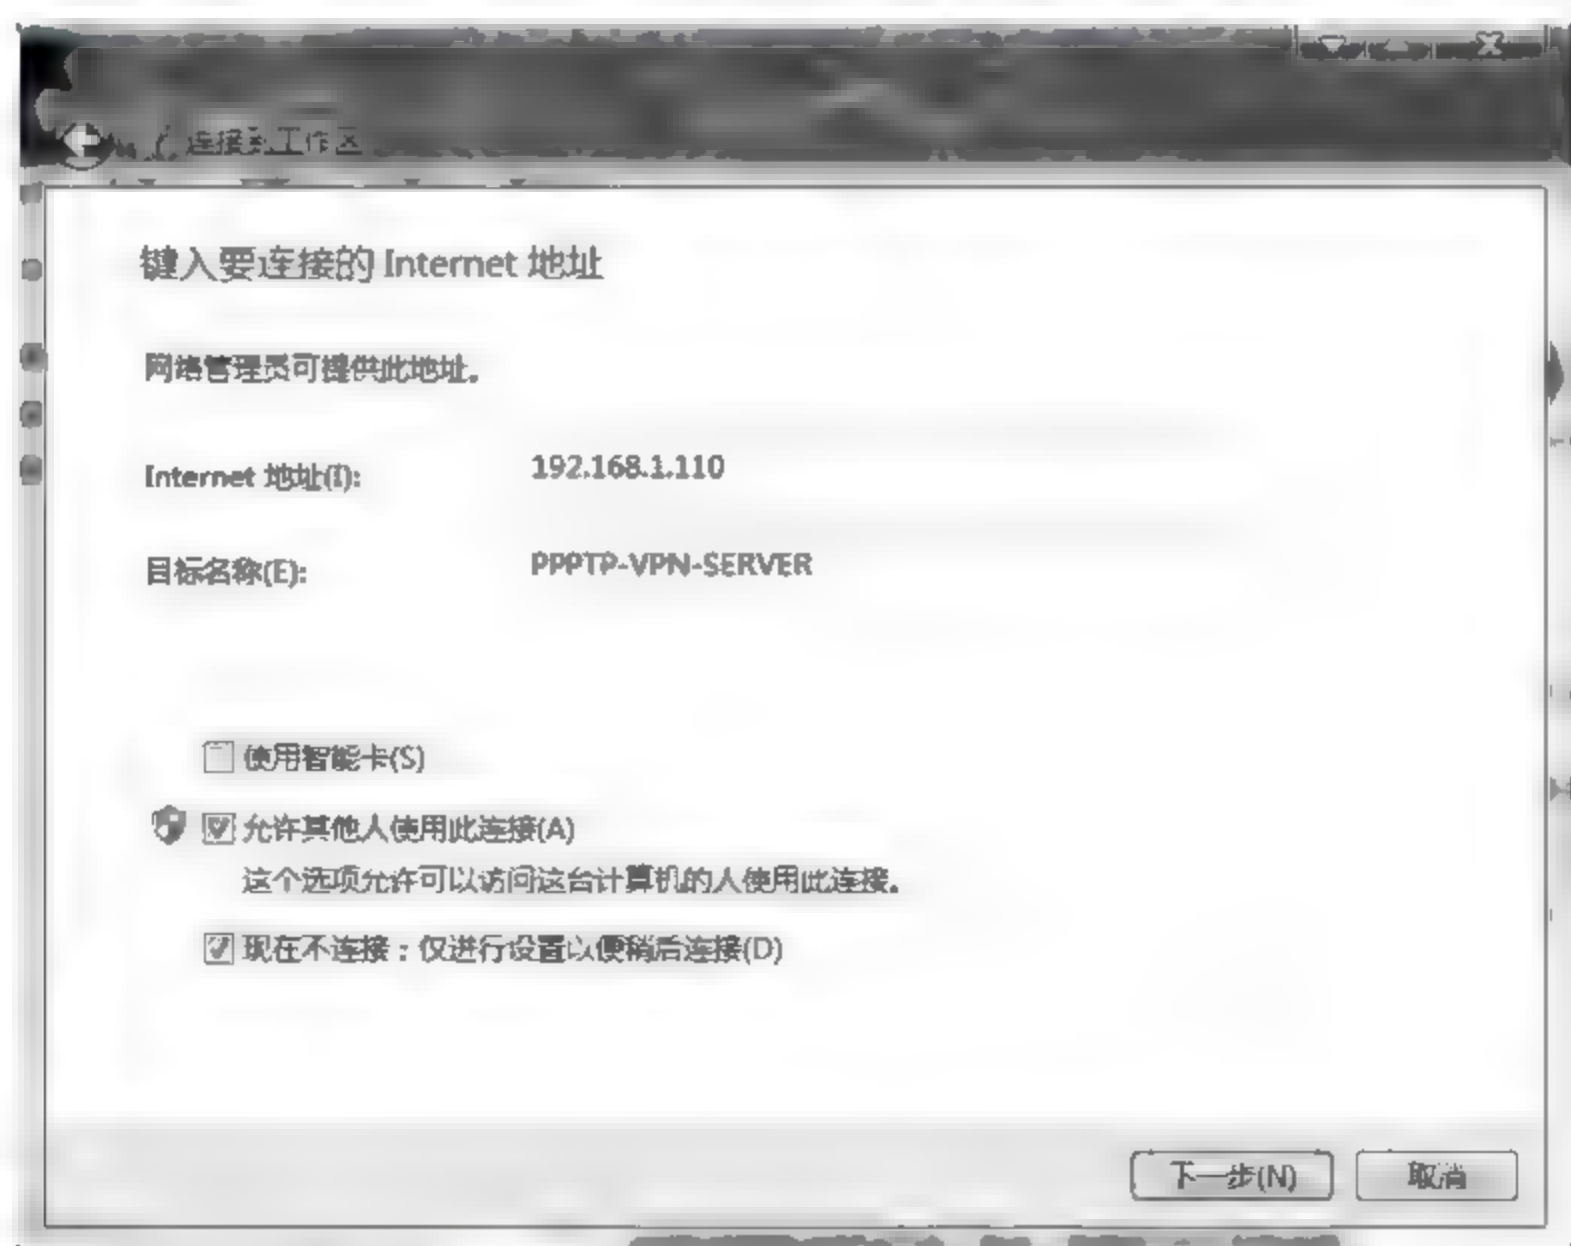 连接到工作区
键入要连接的 Internet 地址
网络管理员可提供此地址。
Internet 地址(I):
192.168.1.110
目标名称(E):
PPPTP-VPN-SERVER
使用智能卡(S)
允许其他人使用此连接(A)
这个选项允许可以访问这台计算机的人使用此连接。
现在不连接：仅进行设置以便稍后连接(D)
下一步(N)
取消